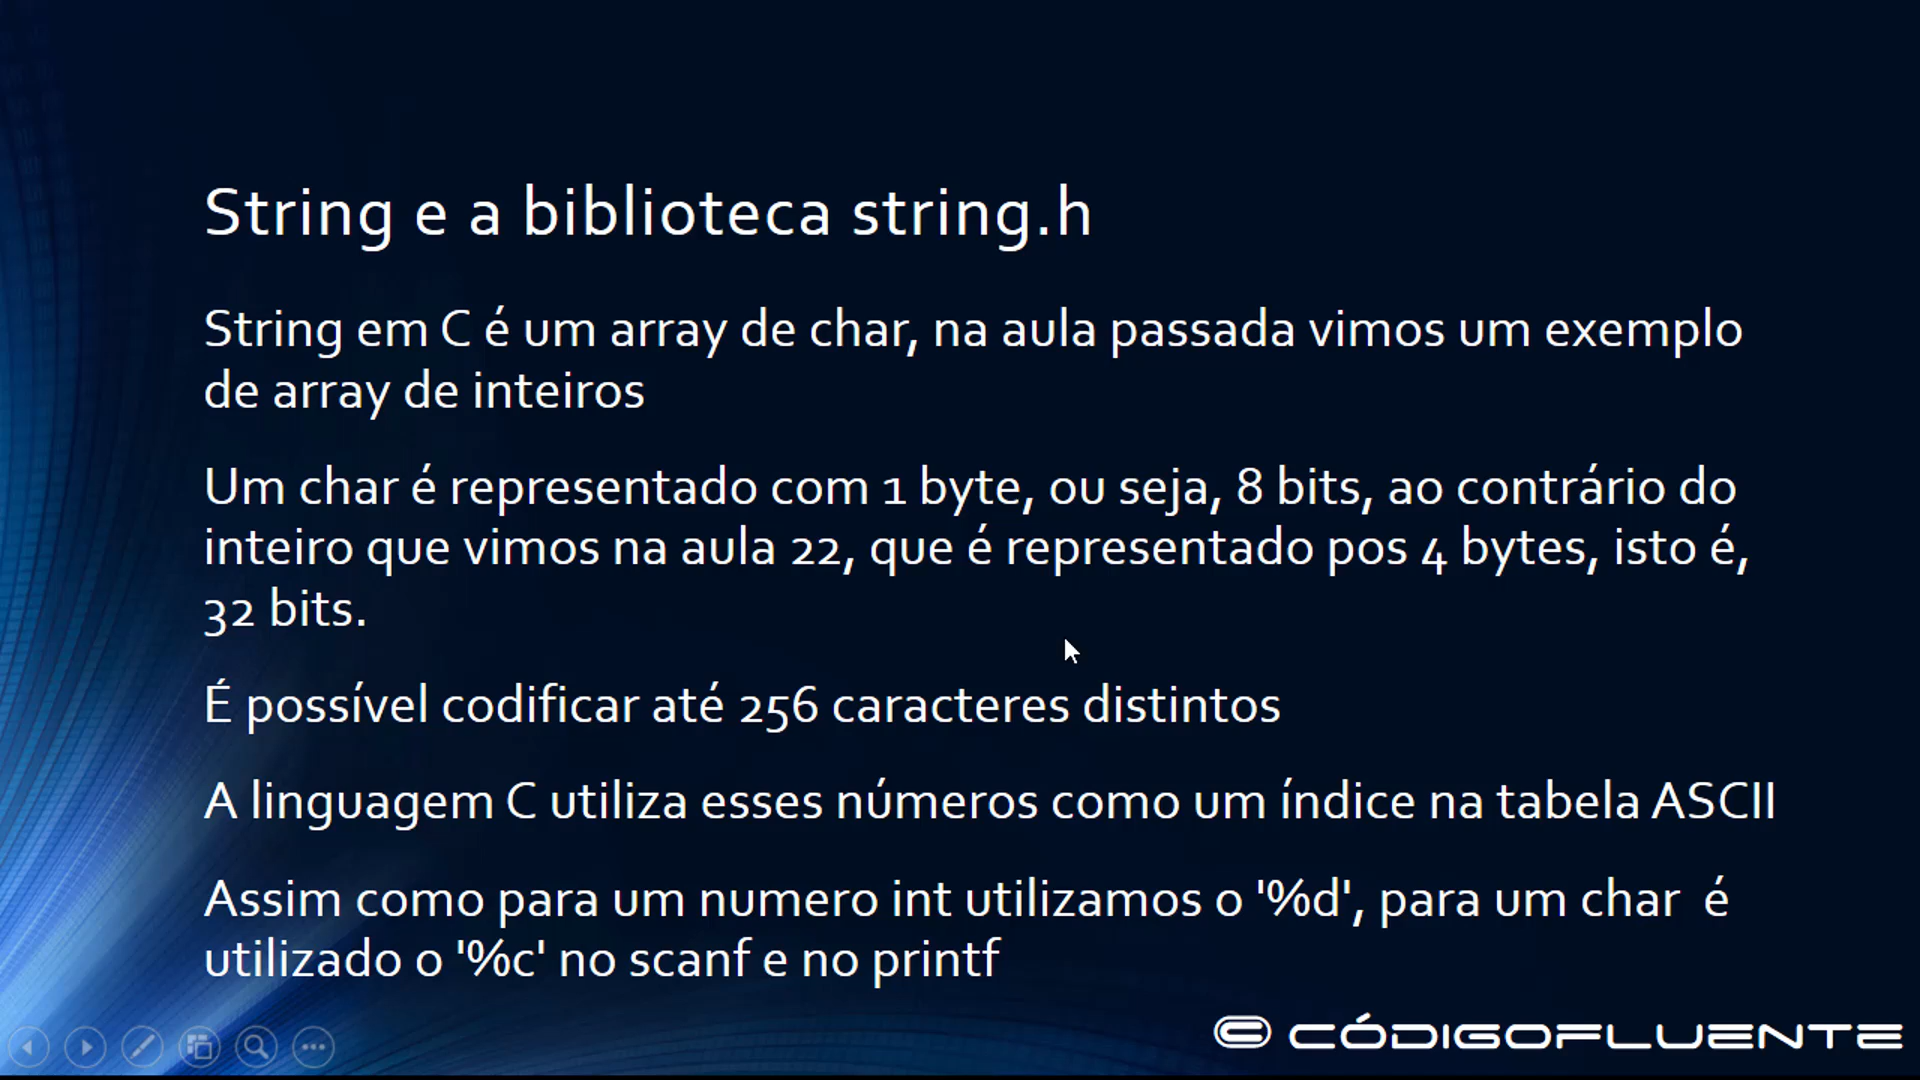 String e a biblioteca string.h
String em C é um array de char, na aula passada vimos um exemplo
de array de inteiros
Um char é representado com 1 byte, ou seja, 8 bits, ao contrário do
inteiro que vimos na aula 22, que é representado pos 4 bytes, isto é,
32 bits.
É possível codificar até 256 caracteres distintos
A linguagem C utiliza esses números como um índice na tabela ASCII
Assim como para um numero int utilizamos o '%d', para um char  é
utilizado o '%c' no scanf e no printf
CÓDIGOFLUENTE